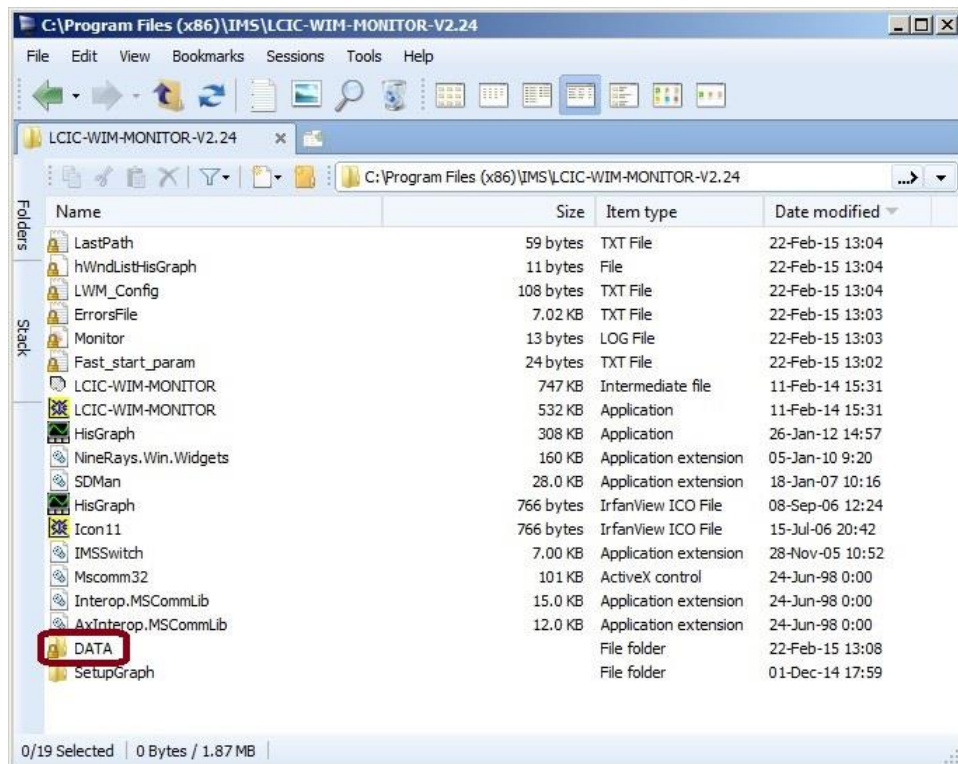 C:\Program Files (x86)\IMS\LCIC-WIM-MONITOR-V2.24
File Edit View Bookmarks Sessions Tools Help
LCIC-WIM-MONITOR-V2.24
C:\Program Files (x86)\IMS\LCIC-WIM-MONITOR-V2.24
Folders
Stack
Name Size Item type Date modified
LastPath 59 bytes TXT File 22-Feb-15 13:04
hWndListHisGraph 11 bytes File 22-Feb-15 13:04
LWM_Config 108 bytes TXT File 22-Feb-15 13:04
ErrorsFile 7.02 KB TXT File 22-Feb-15 13:03
Monitor 13 bytes LOG File 22-Feb-15 13:03
Fast_start_param 24 bytes TXT File 22-Feb-15 13:02
LCIC-WIM-MONITOR 747 KB Intermediate file 11-Feb-14 15:31
LCIC-WIM-MONITOR 532 KB Application 11-Feb-14 15:31
HisGraph 308 KB Application 26-Jan-12 14:57
NineRays.Win.Widgets 160 KB Application extension 05-Jan-10 9:20
SDMan 28.0 KB Application extension 18-Jan-07 10:16
HisGraph 766 bytes IrfanView ICO File 08-Sep-06 12:24
Icon11 766 bytes IrfanView ICO File 15-Jul-06 20:42
IMSSwitch 7.00 KB Application extension 28-Nov-05 10:52
Mscomm32 101 KB ActiveX control 24-Jun-98 0:00
Interop.MSCommLib 15.0 KB Application extension 24-Jun-98 0:00
AxInterop.MSCommLib 12.0 KB Application extension 24-Jun-98 0:00
DATA File folder 22-Feb-15 13:08
SetupGraph File folder 01-Dec-14 17:59
0/19 Selected 0 Bytes / 1.87 MB